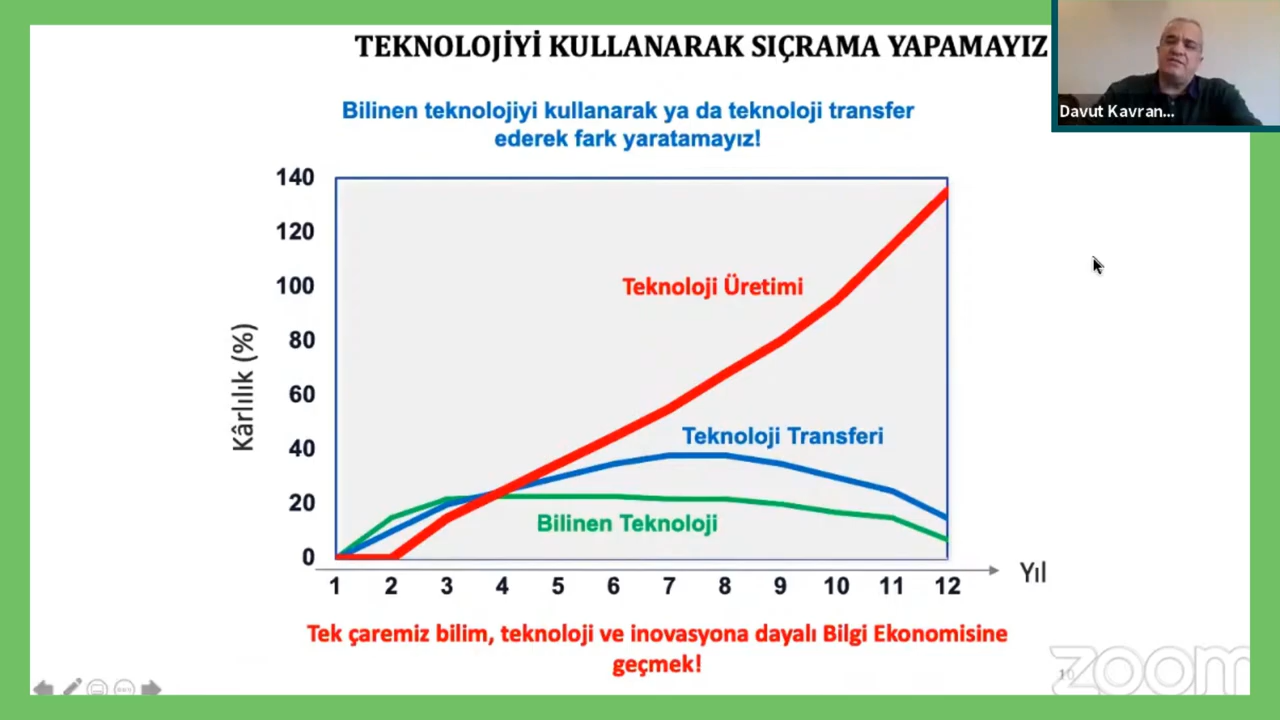 TEKNOLOJİYİ KULLANARAK SIÇRAMA YAPAMAYIZ
Davut Kavran...
Bilinen teknolojiyi kullanarak ya da teknoloji transfer
ederek fark yaratamayız!
140
120
100
80
60
40
20
0
Kârlılık (%)
Teknoloji Üretimi
Teknoloji Transferi
Bilinen Teknoloji
1 2 3 4 5 6 7 8 9 10 11 12
Yıl
Tek çaremiz bilim, teknoloji ve inovasyona dayalı Bilgi Ekonomisine
geçmek!
zoom